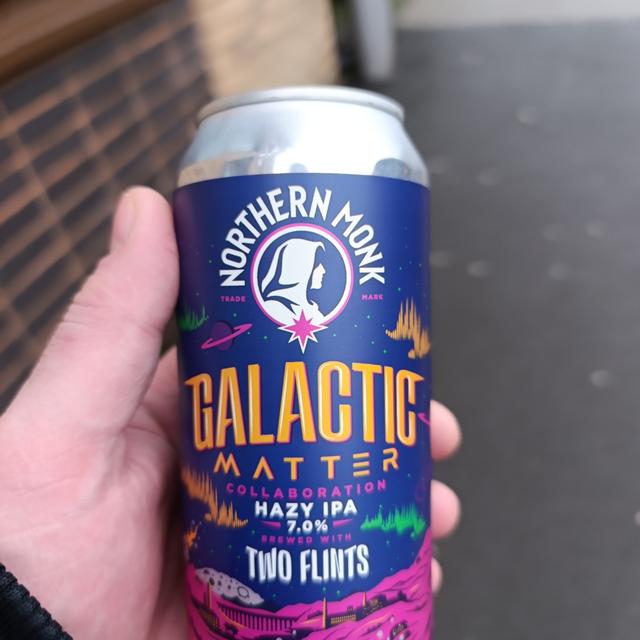 NORTHERN MONK
TRADE MARK
GALACTIC
MATTER
COLLABORATION
HAZY IPA
7.0%
BREWED WITH
TWO FLINTS